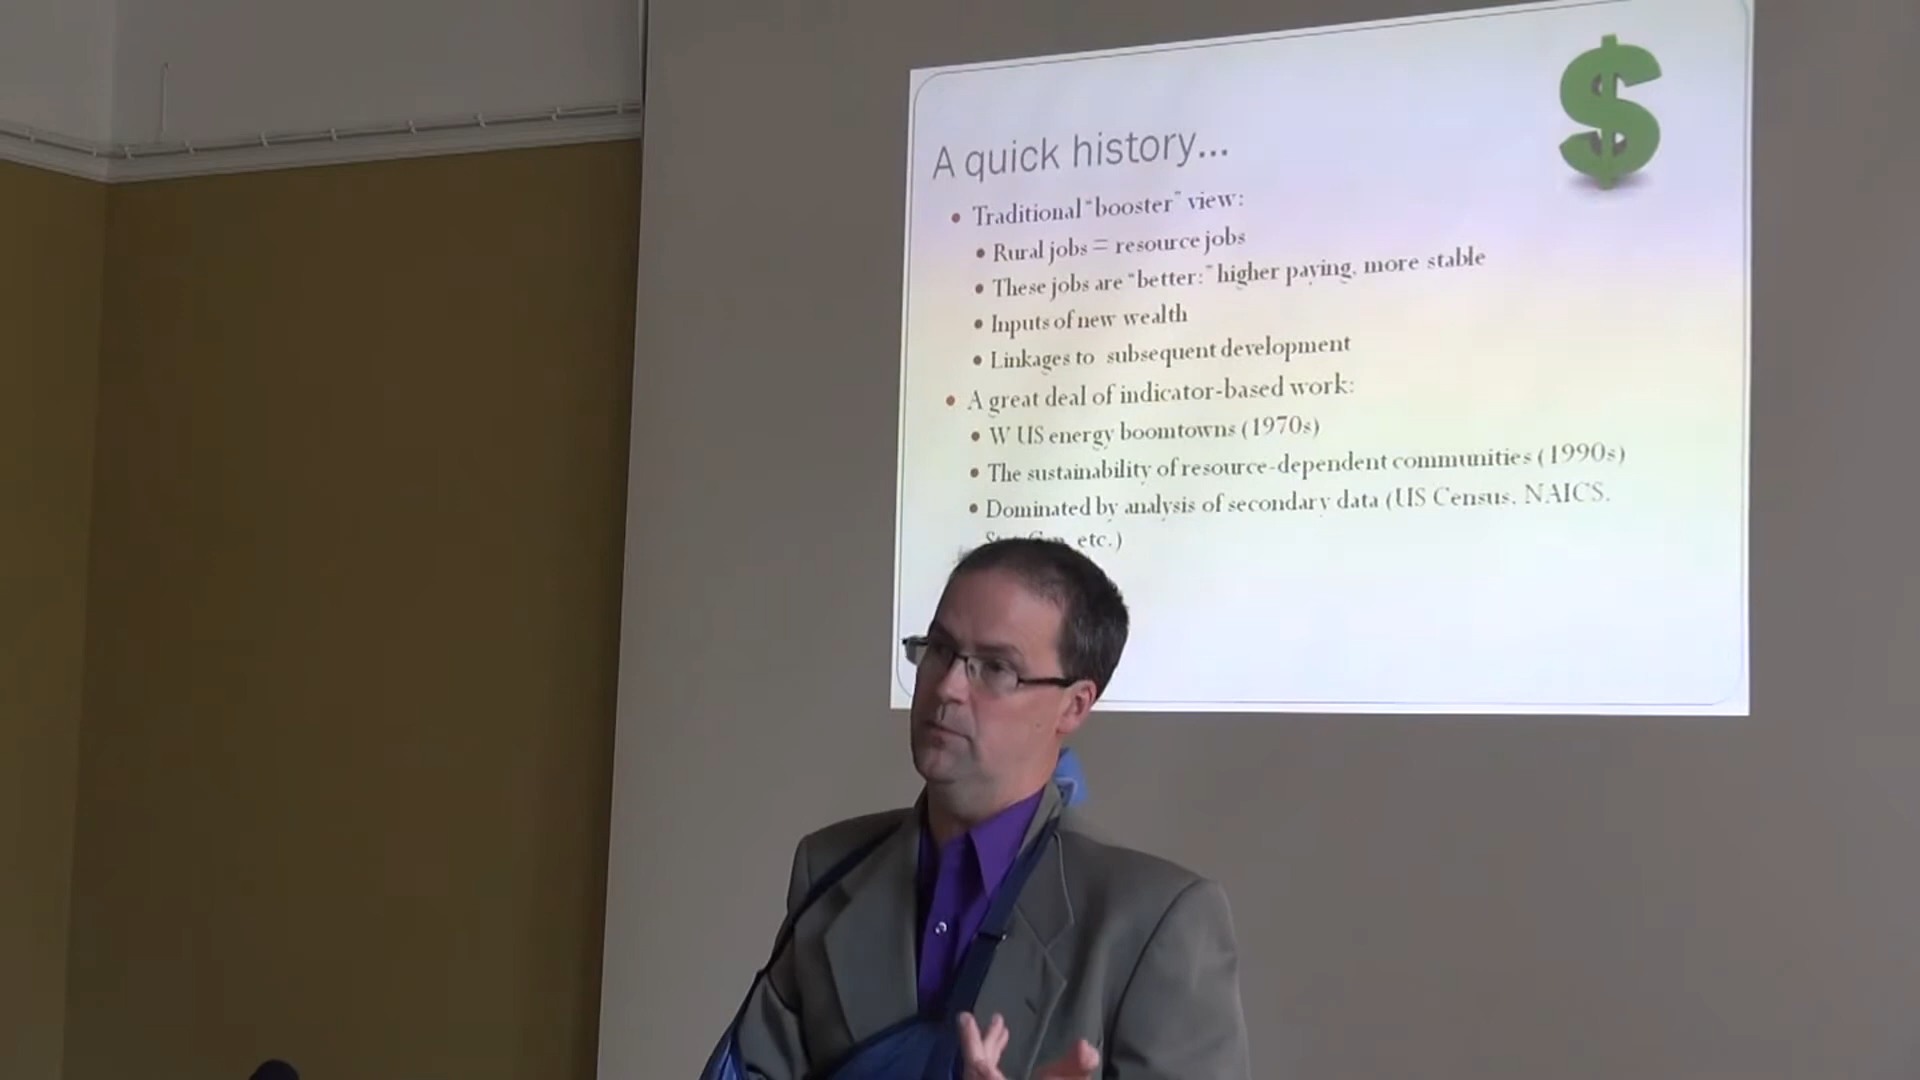 $
A quick history...
• Traditional “booster” view:
• Rural jobs = resource jobs
• These jobs are “better:” higher paying, more stable
• Inputs of new wealth
• Linkages to subsequent development
• A great deal of indicator-based work:
• W US energy boomtowns (1970s)
• The sustainability of resource-dependent communities (1990s)
• Dominated by analysis of secondary data (US Census, NAICS,
etc.)